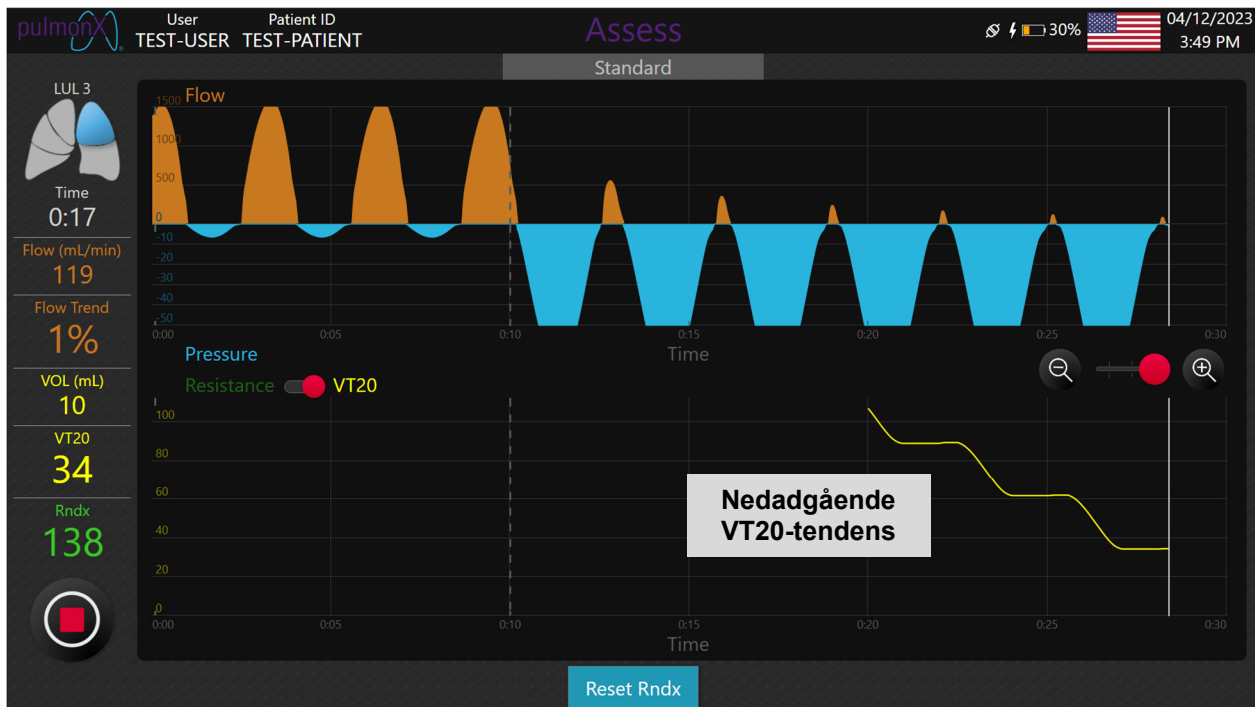 pulmonx
User
TEST-USER
Patient ID
TEST-PATIENT
Assess
30%
04/12/2023
3:49 PM
Standard
LUL 3
Time
0:17
Flow (mL/min)
119
Flow Trend
1%
VOL (mL)
10
VT20
34
Rndx
138
Flow
1500
1000
500
0
-10
-20
-30
-40
-50
0:00 0:05 0:10 0:15 0:20 0:25 0:30
Pressure
Time
Resistance VT20
100
80
60
40
20
0
Nedadgående
VT20-tendens
0:00 0:05 0:10 0:15 0:20 0:25 0:30
Time
Reset Rndx